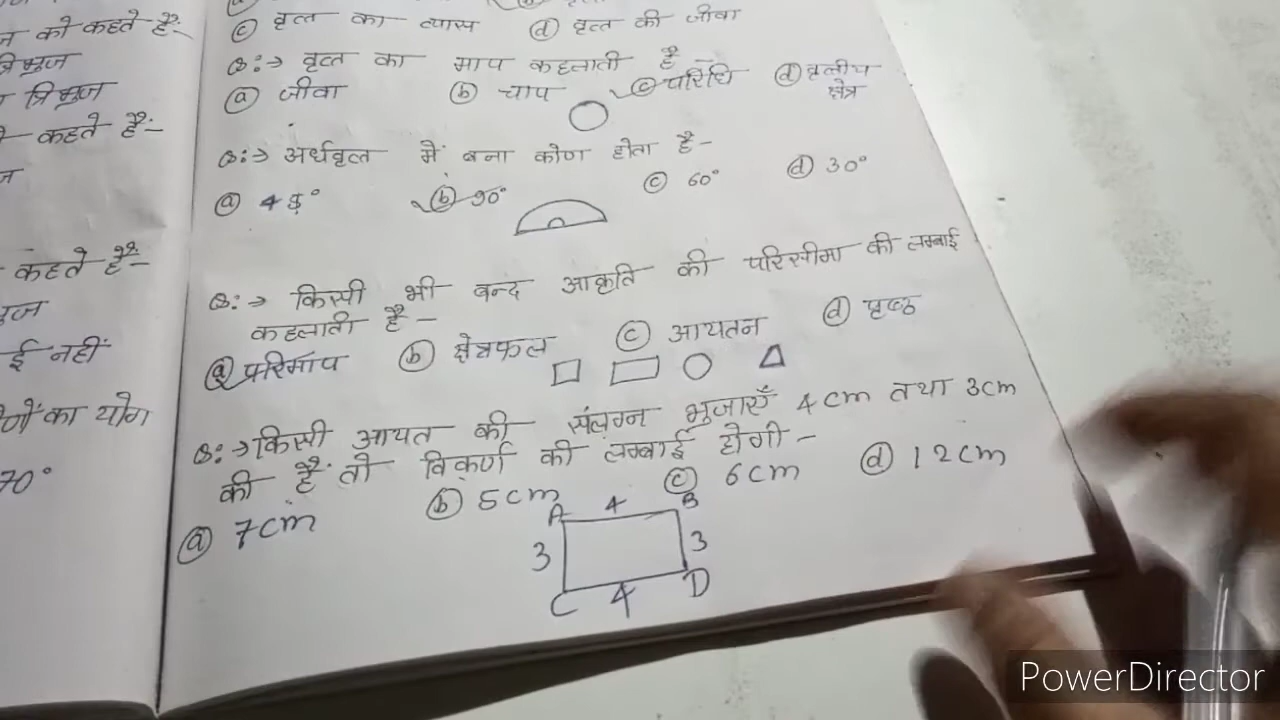 ज को कहते हैं:-
त्रिभुज
त्रिभुज
कहते हैं:-
ज
कहते हैं:-
ई नहीं
का योग
70°
(c) वृत्त का व्यास (d) वृत्त की जीवा
Q:→ वृत्त का माप कहलाती है -
(a) जीवा (b) चाप (c) परिधि (d) वृत्तीय
क्षेत्र
Q:→ अर्धवृत्त में बना कोण होता है-
(a) 45° (b) 90° (c) 60° (d) 30°
Q:→ किसी भी बन्द आकृति की परिसीमा की लम्बाई
कहलाती है-
(a) परिमाप (b) क्षेत्रफल (c) आयतन (d) पृष्ठ
Q:→ किसी आयत की संलग्न भुजाएँ 4cm तथा 3cm
की हैं तो विकर्ण की लम्बाई होगी -
(a) 7cm (b) 5cm (c) 6cm (d) 12cm
A 4 B
3 3
C 4 D
PowerDirector